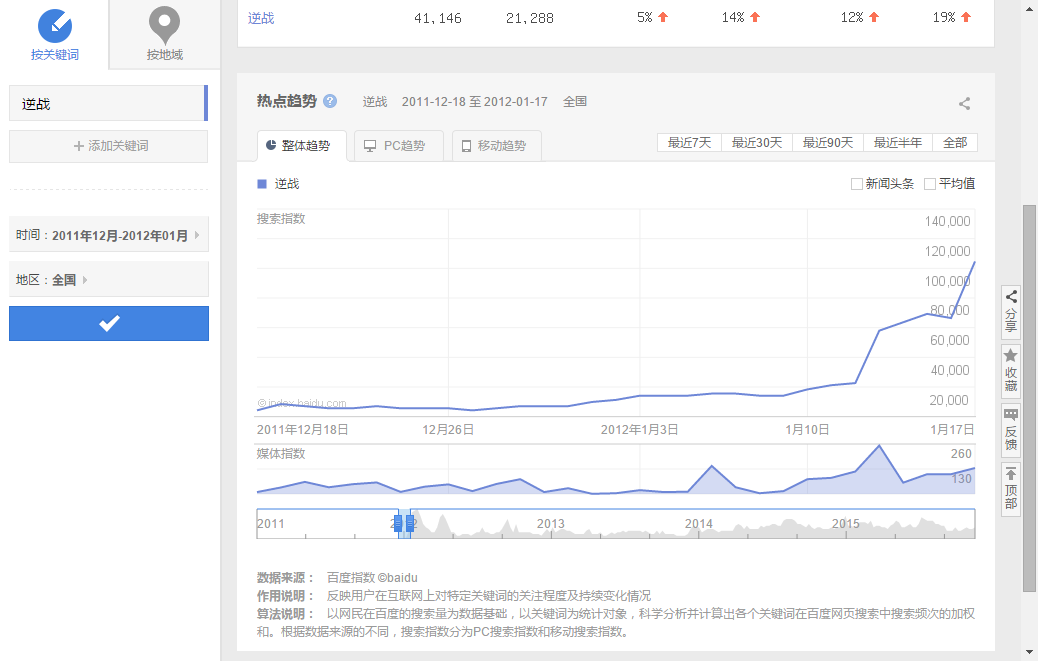 逆战 41,146 21,288 5% 14% 12% 19%
按关键词 按地域
逆战
+ 添加关键词
时间：2011年12月-2012年01月
地区：全国
热点趋势 ? 逆战 2011-12-18 至 2012-01-17 全国
整体趋势 PC趋势 移动趋势 最近7天 最近30天 最近90天 最近半年 全部
逆战 新闻头条 平均值
搜索指数
140,000
120,000
100,000
80,000
60,000
40,000
20,000
© index.baidu.com
2011年12月18日 12月26日 2012年1月3日 1月10日 1月17日
媒体指数 260
130
2011 2012 2013 2014 2015
数据来源： 百度指数 ©baidu
作用说明： 反映用户在互联网上对特定关键词的关注程度及持续变化情况
算法说明： 以网民在百度的搜索量为数据基础，以关键词为统计对象，科学分析并计算出各个关键词在百度网页搜索中搜索频次的加权
和。根据数据来源的不同，搜索指数分为PC搜索指数和移动搜索指数。
分享
收藏
反馈
顶部